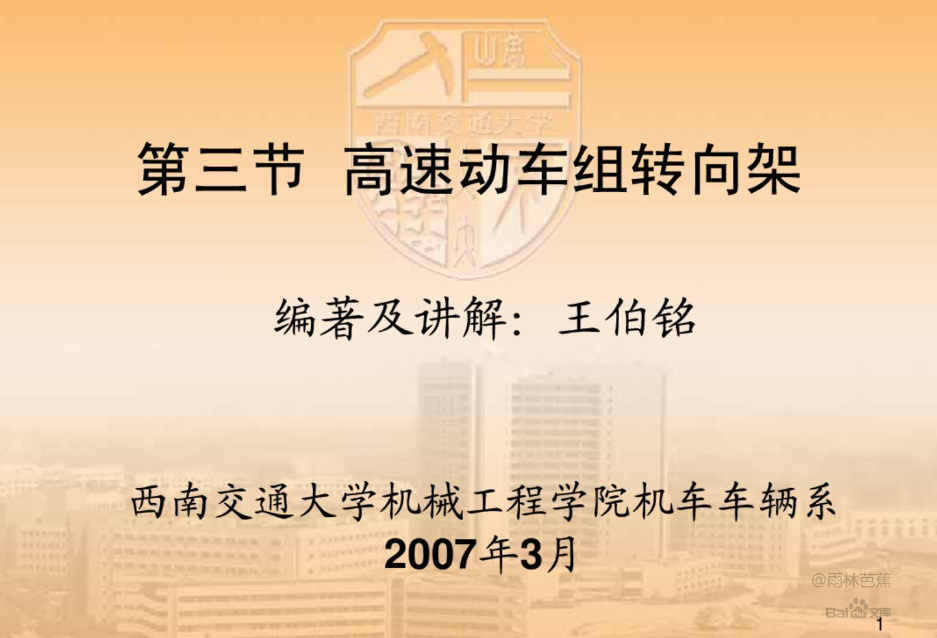 西南交通大学
第三节 高速动车组转向架
编著及讲解：王伯铭
西南交通大学机械工程学院机车车辆系
2007年3月
@雨林芭蕉
Bai文库
1